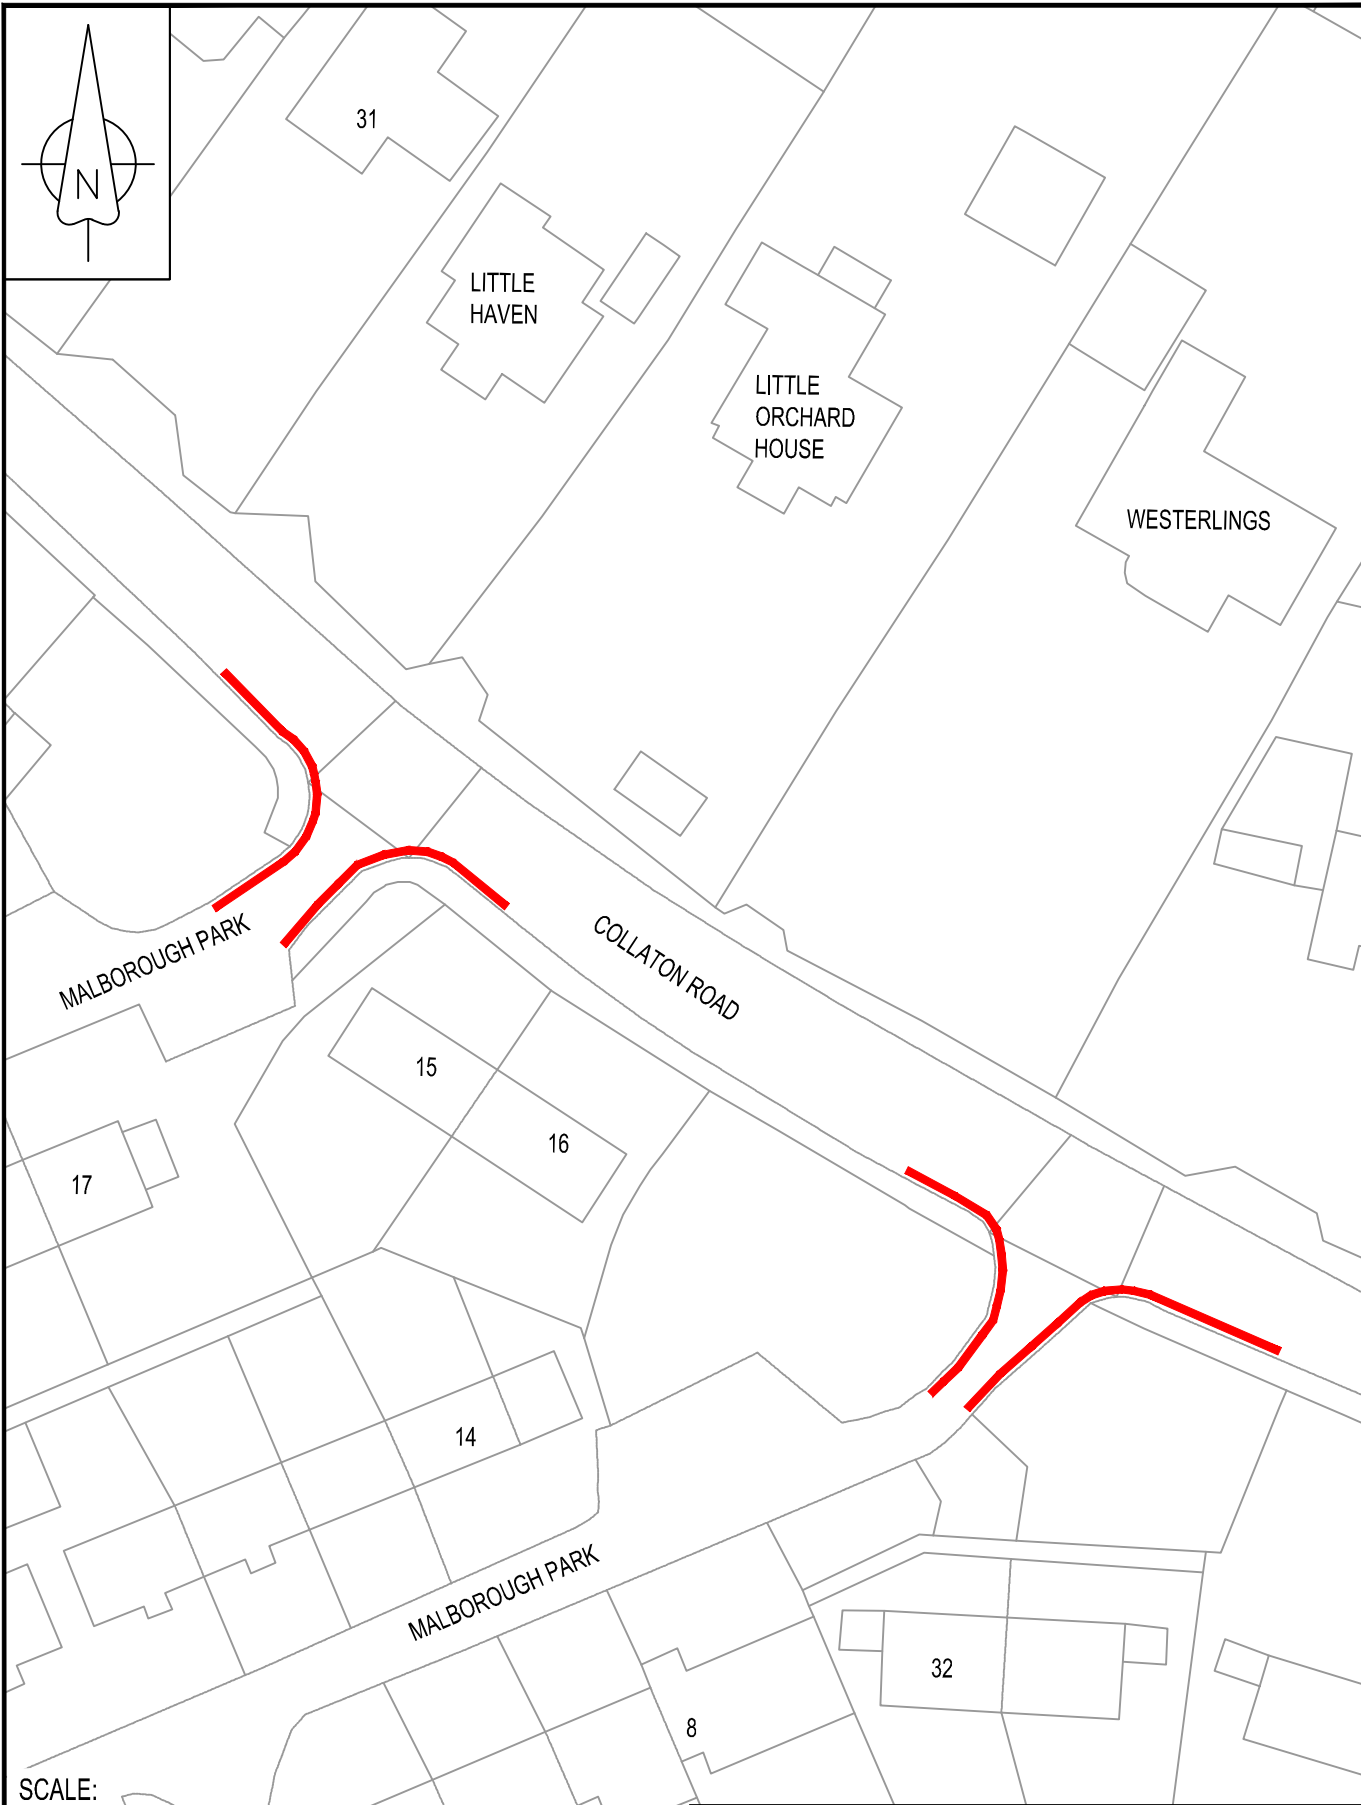 31
N
LITTLE
HAVEN
LITTLE
ORCHARD
HOUSE
WESTERLINGS
MALBOROUGH PARK
COLLATON ROAD
15
16
17
14
MALBOROUGH PARK
32
8
SCALE: